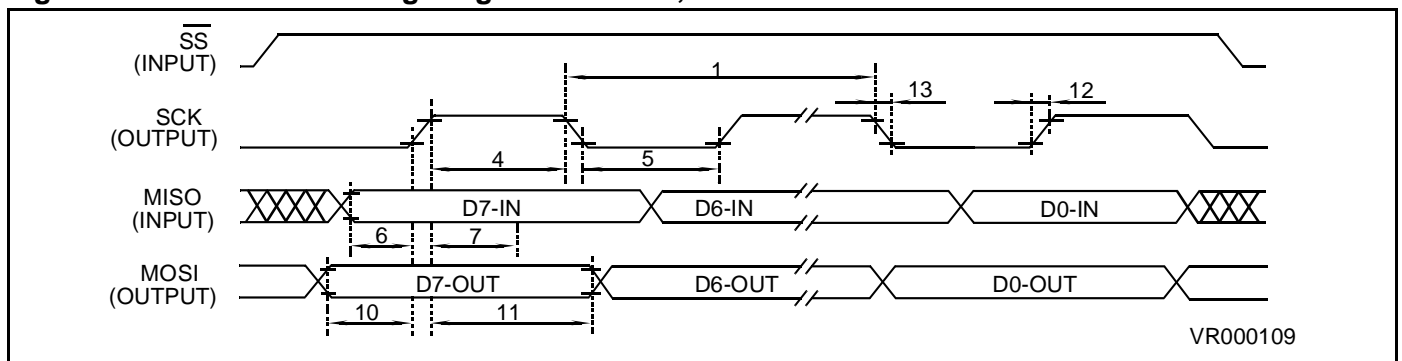 SS
(INPUT)
1
13
12
SCK
(OUTPUT)
4
5
MISO
(INPUT)
D7-IN
D6-IN
D0-IN
6
7
MOSI
(OUTPUT)
D7-OUT
D6-OUT
D0-OUT
10
11
VR000109